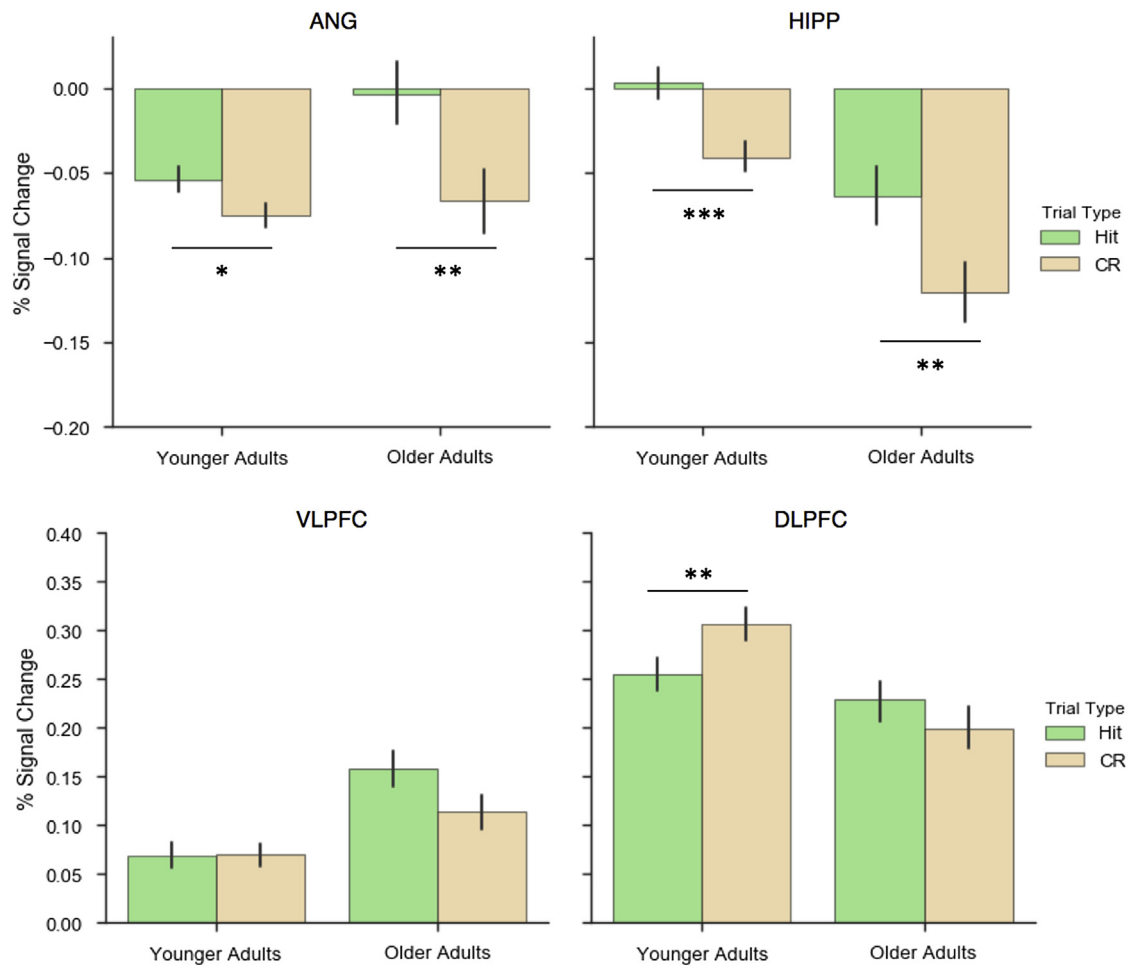 ANG
HIPP
0.00
−0.05
−0.10
−0.15
−0.20
% Signal Change
*
**
***
**
Younger Adults
Older Adults
Younger Adults
Older Adults
Trial Type
Hit
CR
VLPFC
DLPFC
0.40
0.35
0.30
0.25
0.20
0.15
0.10
0.05
0.00
% Signal Change
**
Younger Adults
Older Adults
Younger Adults
Older Adults
Trial Type
Hit
CR